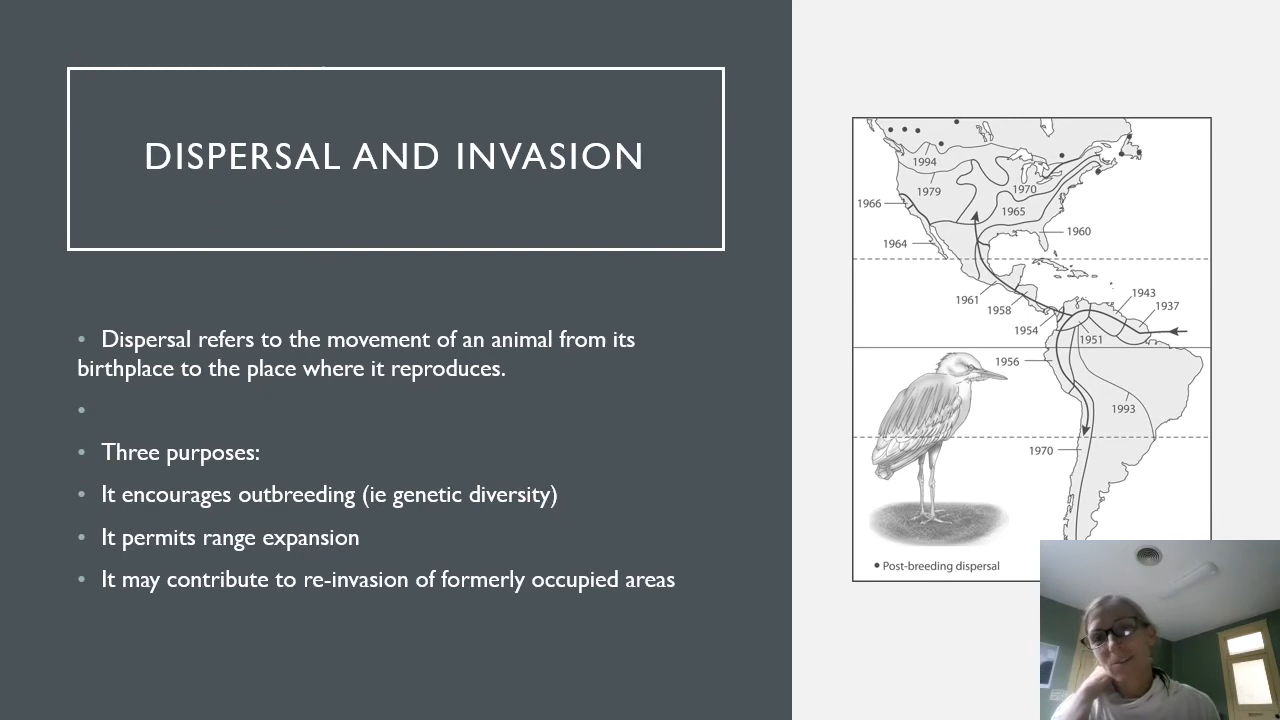 DISPERSAL AND INVASION
• Dispersal refers to the movement of an animal from its
birthplace to the place where it reproduces.
•
• Three purposes:
• It encourages outbreeding (ie genetic diversity)
• It permits range expansion
• It may contribute to re-invasion of formerly occupied areas
1994
1979
1970
1966
1965
1960
1964
1943
1961
1937
1958
1954
1951
1956
1993
1970
• Post-breeding dispersal